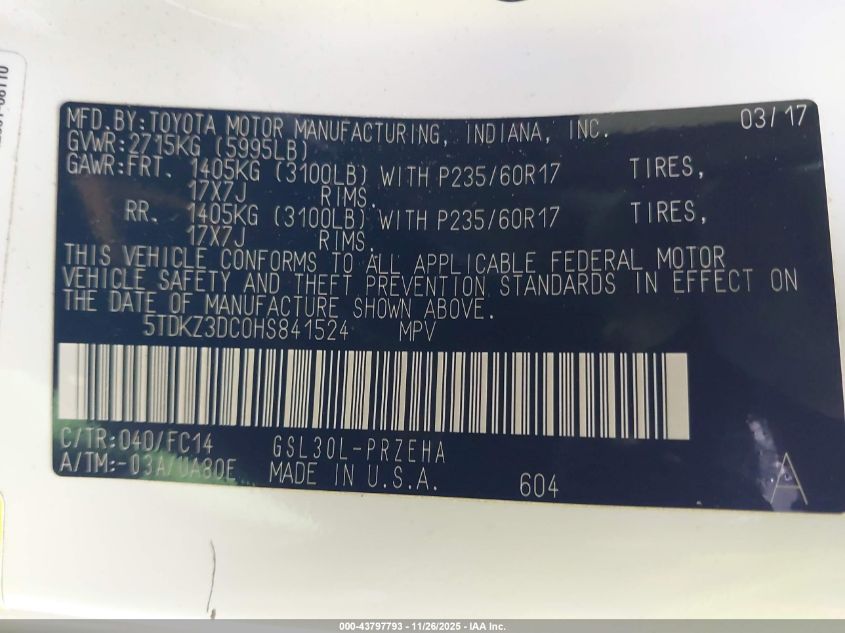 MFD.BY:TOYOTA MOTOR MANUFACTURING, INDIANA, INC. 03/17
GVWR:2715KG (5995LB)
GAWR:FRT. 1405KG (3100LB) WITH P235/60R17 TIRES,
17X7J RIMS.
RR. 1405KG (3100LB) WITH P235/60R17 TIRES,
17X7J RIMS.
THIS VEHICLE CONFORMS TO ALL APPLICABLE FEDERAL MOTOR
VEHICLE SAFETY AND THEFT PREVENTION STANDARDS IN EFFECT ON
THE DATE OF MANUFACTURE SHOWN ABOVE.
5TDKZ3DC0HS841524 MPV
C/TR:040/FC14 GSL30L-PRZEHA
A/TM:-03A/UA80E MADE IN U.S.A. 604 A
000-43797793 - 11/26/2025 - IAA Inc.